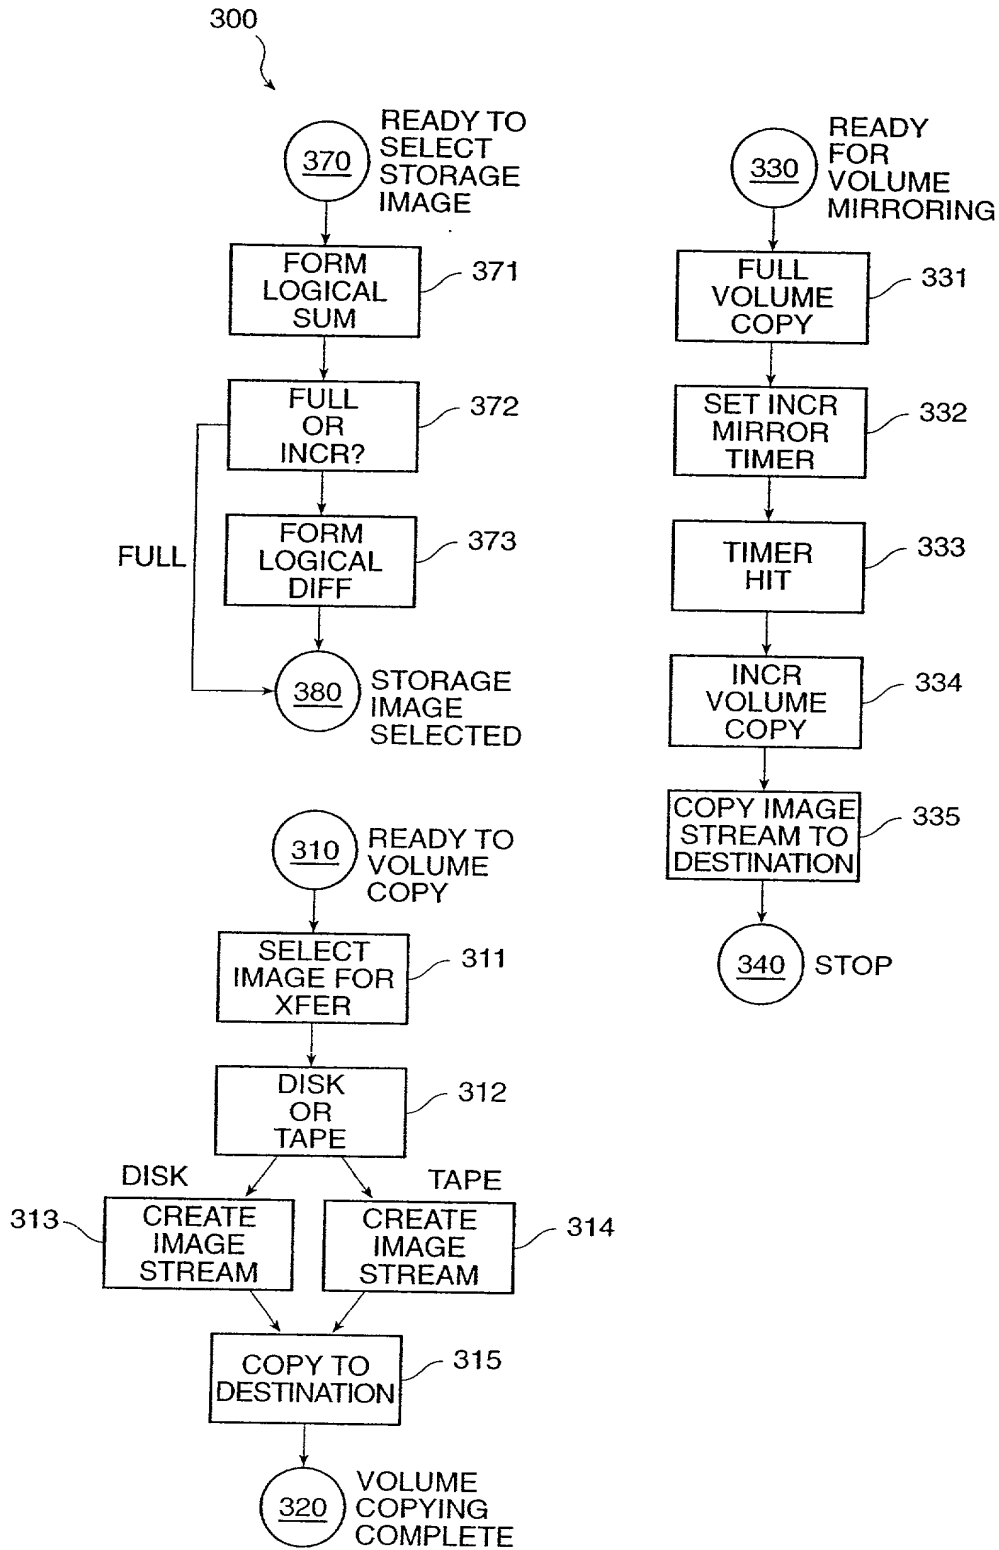 300
370
READY TO
SELECT
STORAGE
IMAGE
FORM
LOGICAL
SUM
371
FULL
OR
INCR?
372
FULL
FORM
LOGICAL
DIFF
373
380
STORAGE
IMAGE
SELECTED
310
READY TO
VOLUME
COPY
SELECT
IMAGE FOR
XFER
311
DISK
OR
TAPE
312
DISK
TAPE
313
CREATE
IMAGE
STREAM
CREATE
IMAGE
STREAM
314
COPY TO
DESTINATION
315
320
VOLUME
COPYING
COMPLETE
330
READY
FOR
VOLUME
MIRRORING
FULL
VOLUME
COPY
331
SET INCR
MIRROR
TIMER
332
TIMER
HIT
333
INCR
VOLUME
COPY
334
COPY IMAGE
STREAM TO
DESTINATION
335
340
STOP